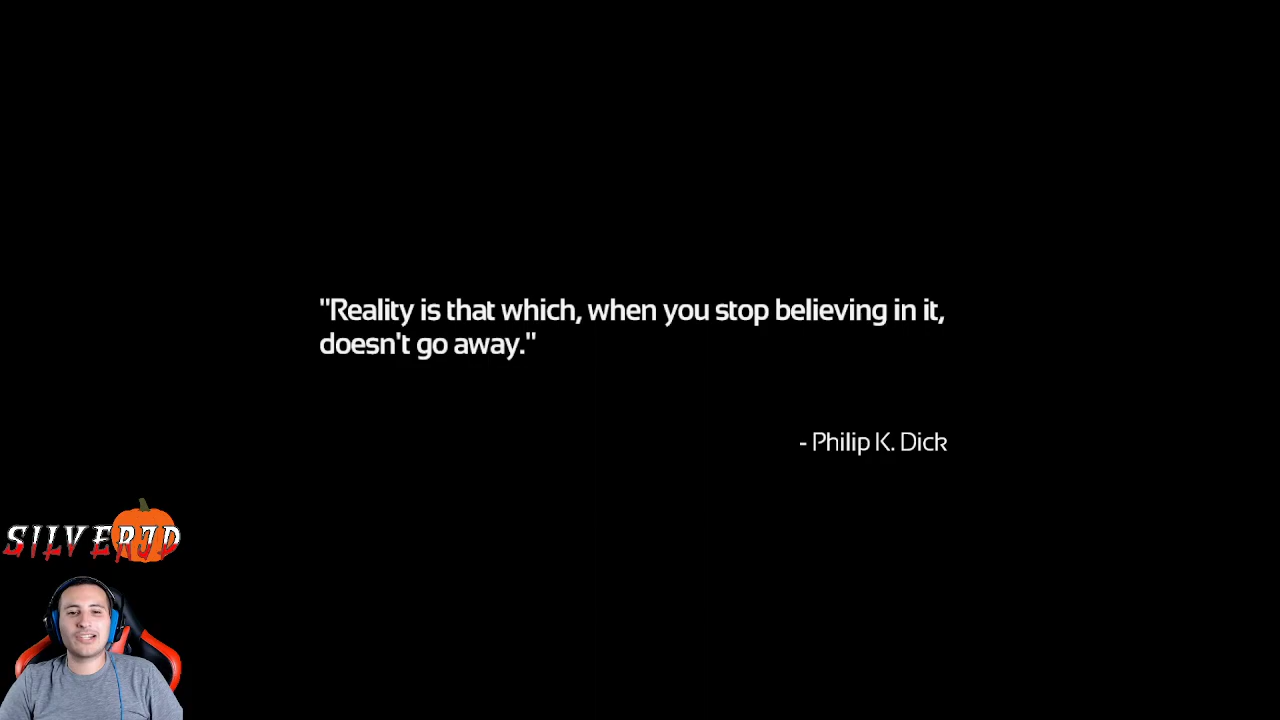 "Reality is that which, when you stop believing in it,
doesn't go away."
- Philip K. Dick
SILVERJD